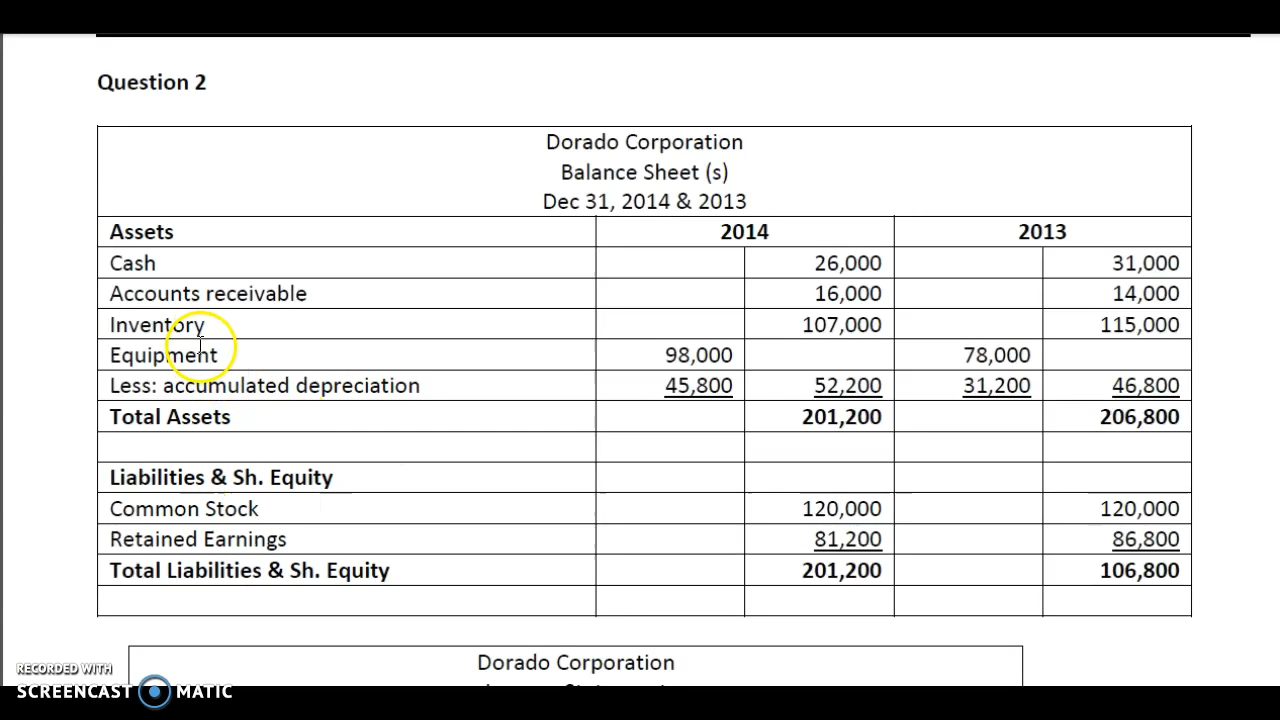 Question 2
Dorado Corporation
Balance Sheet (s)
Dec 31, 2014 & 2013
Assets 2014 2013
Cash 26,000 31,000
Accounts receivable 16,000 14,000
Inventory 107,000 115,000
Equipment 98,000 78,000
Less: accumulated depreciation 45,800 52,200 31,200 46,800
Total Assets 201,200 206,800
Liabilities & Sh. Equity
Common Stock 120,000 120,000
Retained Earnings 81,200 86,800
Total Liabilities & Sh. Equity 201,200 106,800
Dorado Corporation
RECORDED WITH
SCREENCAST MATIC